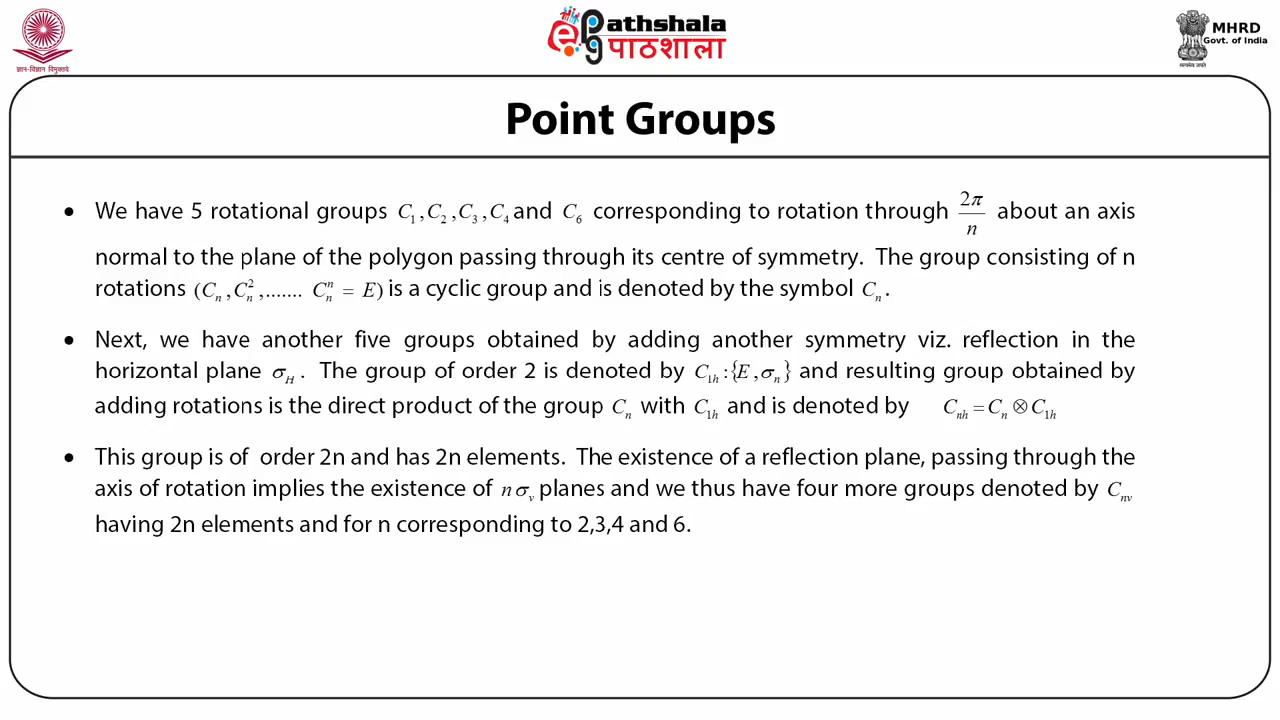 ज्ञान-विज्ञान विमुक्तये
epg
athshala
पाठशाला
MHRD
Govt. of India
सत्यमेव जयते
Point Groups
• We have 5 rotational groups C₁, C₂, C₃, C₄ and C₆ corresponding to rotation through 2π/n about an axis
normal to the plane of the polygon passing through its centre of symmetry. The group consisting of n
rotations (Cₙ, Cₙ²,....... Cₙⁿ = E) is a cyclic group and is denoted by the symbol Cₙ.
• Next, we have another five groups obtained by adding another symmetry viz. reflection in the
horizontal plane σ_H. The group of order 2 is denoted by C₁ₕ:{E,σₙ} and resulting group obtained by
adding rotations is the direct product of the group Cₙ with C₁ₕ and is denoted by Cₙₕ = Cₙ ⊗ C₁ₕ
• This group is of order 2n and has 2n elements. The existence of a reflection plane, passing through the
axis of rotation implies the existence of nσᵥ planes and we thus have four more groups denoted by Cₙᵥ
having 2n elements and for n corresponding to 2,3,4 and 6.